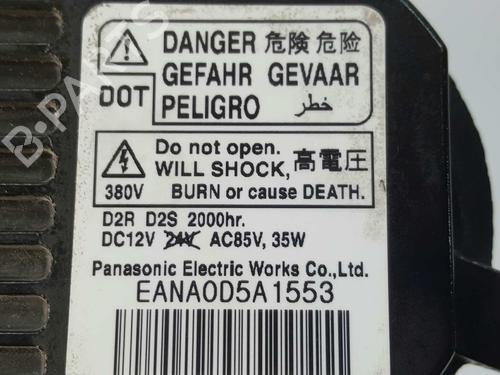 DANGER 危険 危险
GEFAHR GEVAAR
PELIGRO خطر
DOT
Do not open.
WILL SHOCK, 高電圧
380V BURN or cause DEATH.
D2R D2S 2000hr.
DC12V 24V AC85V, 35W
Panasonic Electric Works Co.,Ltd.
EANA0D5A1553
B-PARTS